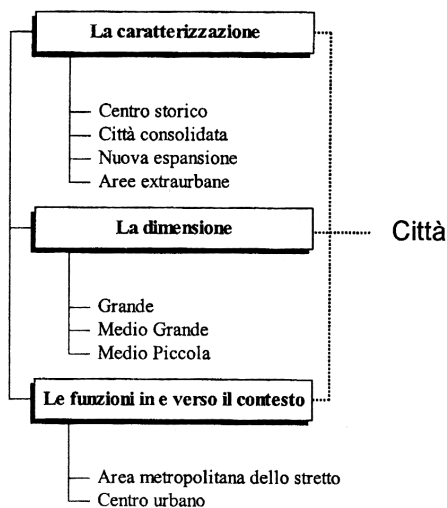 La caratterizzazione
Centro storico
Città consolidata
Nuova espansione
Aree extraurbane
La dimensione
Città
Grande
Medio Grande
Medio Piccola
Le funzioni in e verso il contesto
Area metropolitana dello stretto
Centro urbano